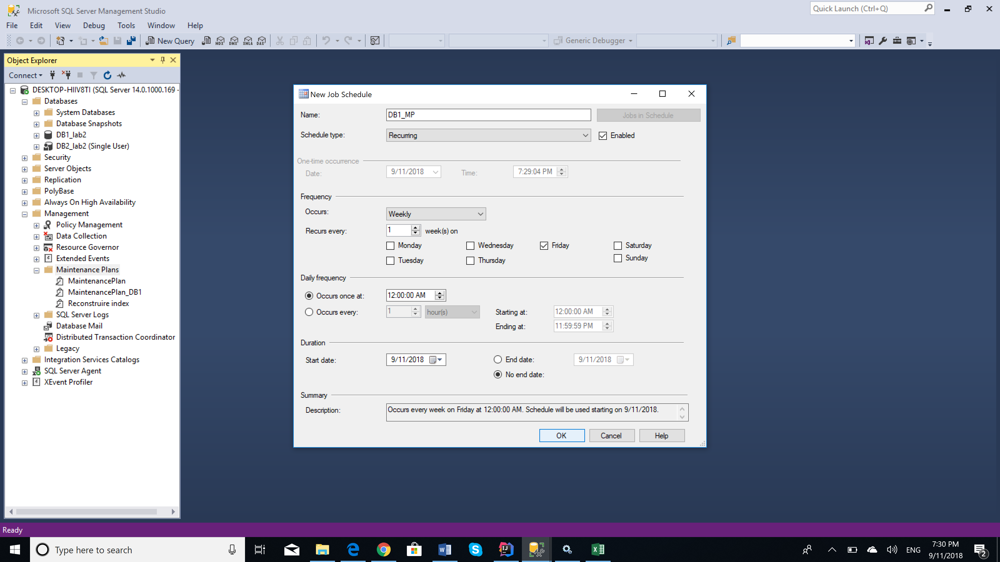 Microsoft SQL Server Management Studio
Quick Launch (Ctrl+Q)
File Edit View Debug Tools Window Help
New Query MDX DMX XMLA DAX Generic Debugger
Object Explorer
Connect
DESKTOP-HIIV8TI (SQL Server 14.0.1000.169 -
Databases
System Databases
Database Snapshots
DB1_lab2
DB2_lab2 (Single User)
Security
Server Objects
Replication
PolyBase
Always On High Availability
Management
Policy Management
Data Collection
Resource Governor
Extended Events
Maintenance Plans
MaintenancePlan
MaintenancePlan_DB1
Reconstruire index
SQL Server Logs
Database Mail
Distributed Transaction Coordinator
Legacy
Integration Services Catalogs
SQL Server Agent
XEvent Profiler
New Job Schedule
Name: DB1_MP Jobs in Schedule
Schedule type: Recurring Enabled
One-time occurrence
Date: 9/11/2018 Time: 7:29:04 PM
Frequency
Occurs: Weekly
Recurs every: 1 week(s) on
Monday Wednesday Friday Saturday
Tuesday Thursday Sunday
Daily frequency
Occurs once at: 12:00:00 AM
Occurs every: 1 hour(s) Starting at: 12:00:00 AM
Ending at: 11:59:59 PM
Duration
Start date: 9/11/2018 End date: 9/11/2018
No end date:
Summary
Description: Occurs every week on Friday at 12:00:00 AM. Schedule will be used starting on 9/11/2018.
OK Cancel Help
Ready
Type here to search
ENG
7:30 PM
9/11/2018
2